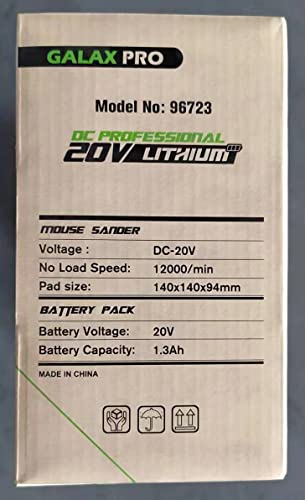 GALAX PRO
Model No: 96723
DC PROFESSIONAL
20V LITHIUM
MOUSE SANDER
Voltage : DC-20V
No Load Speed: 12000/min
Pad size: 140x140x94mm
BATTERY PACK
Battery Voltage: 20V
Battery Capacity: 1.3Ah
MADE IN CHINA